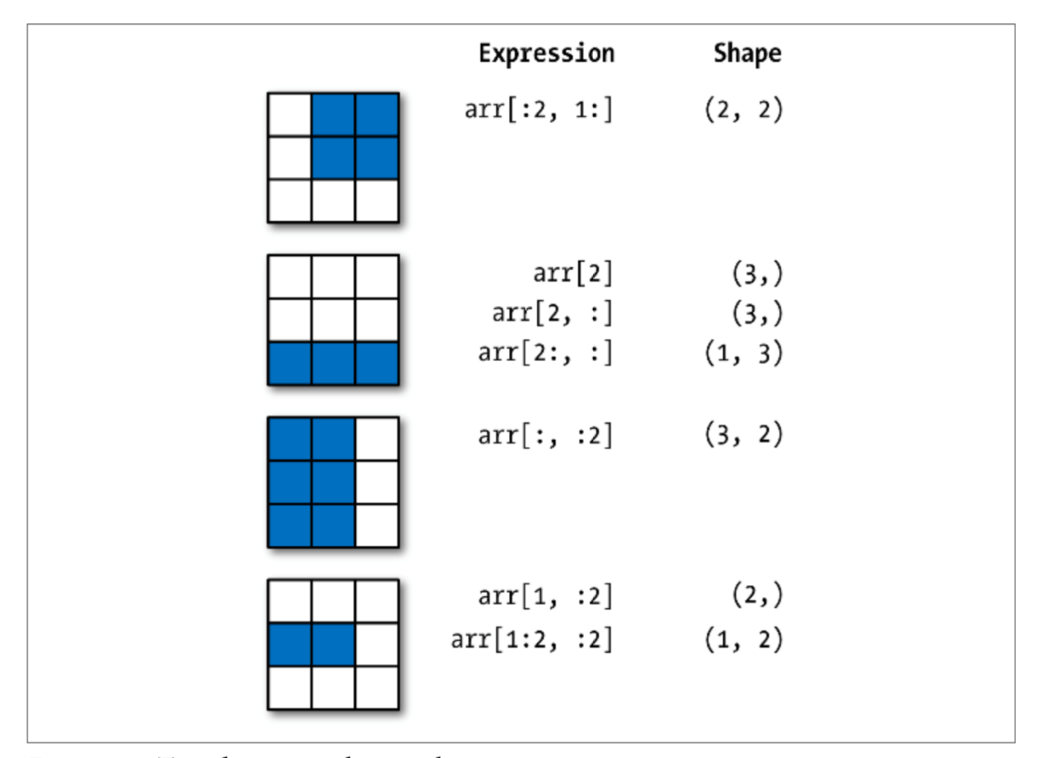 Expression Shape
arr[:2, 1:] (2, 2)
arr[2] (3,)
arr[2, :] (3,)
arr[2:, :] (1, 3)
arr[:, :2] (3, 2)
arr[1, :2] (2,)
arr[1:2, :2] (1, 2)